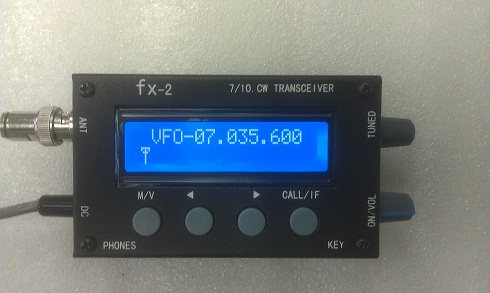 fx-2
7/10.CW TRANSCEIVER
ANT
TUNED
VFO-07.035.600
M/V
CALL/IF
DC
ON/VOL
PHONES
KEY